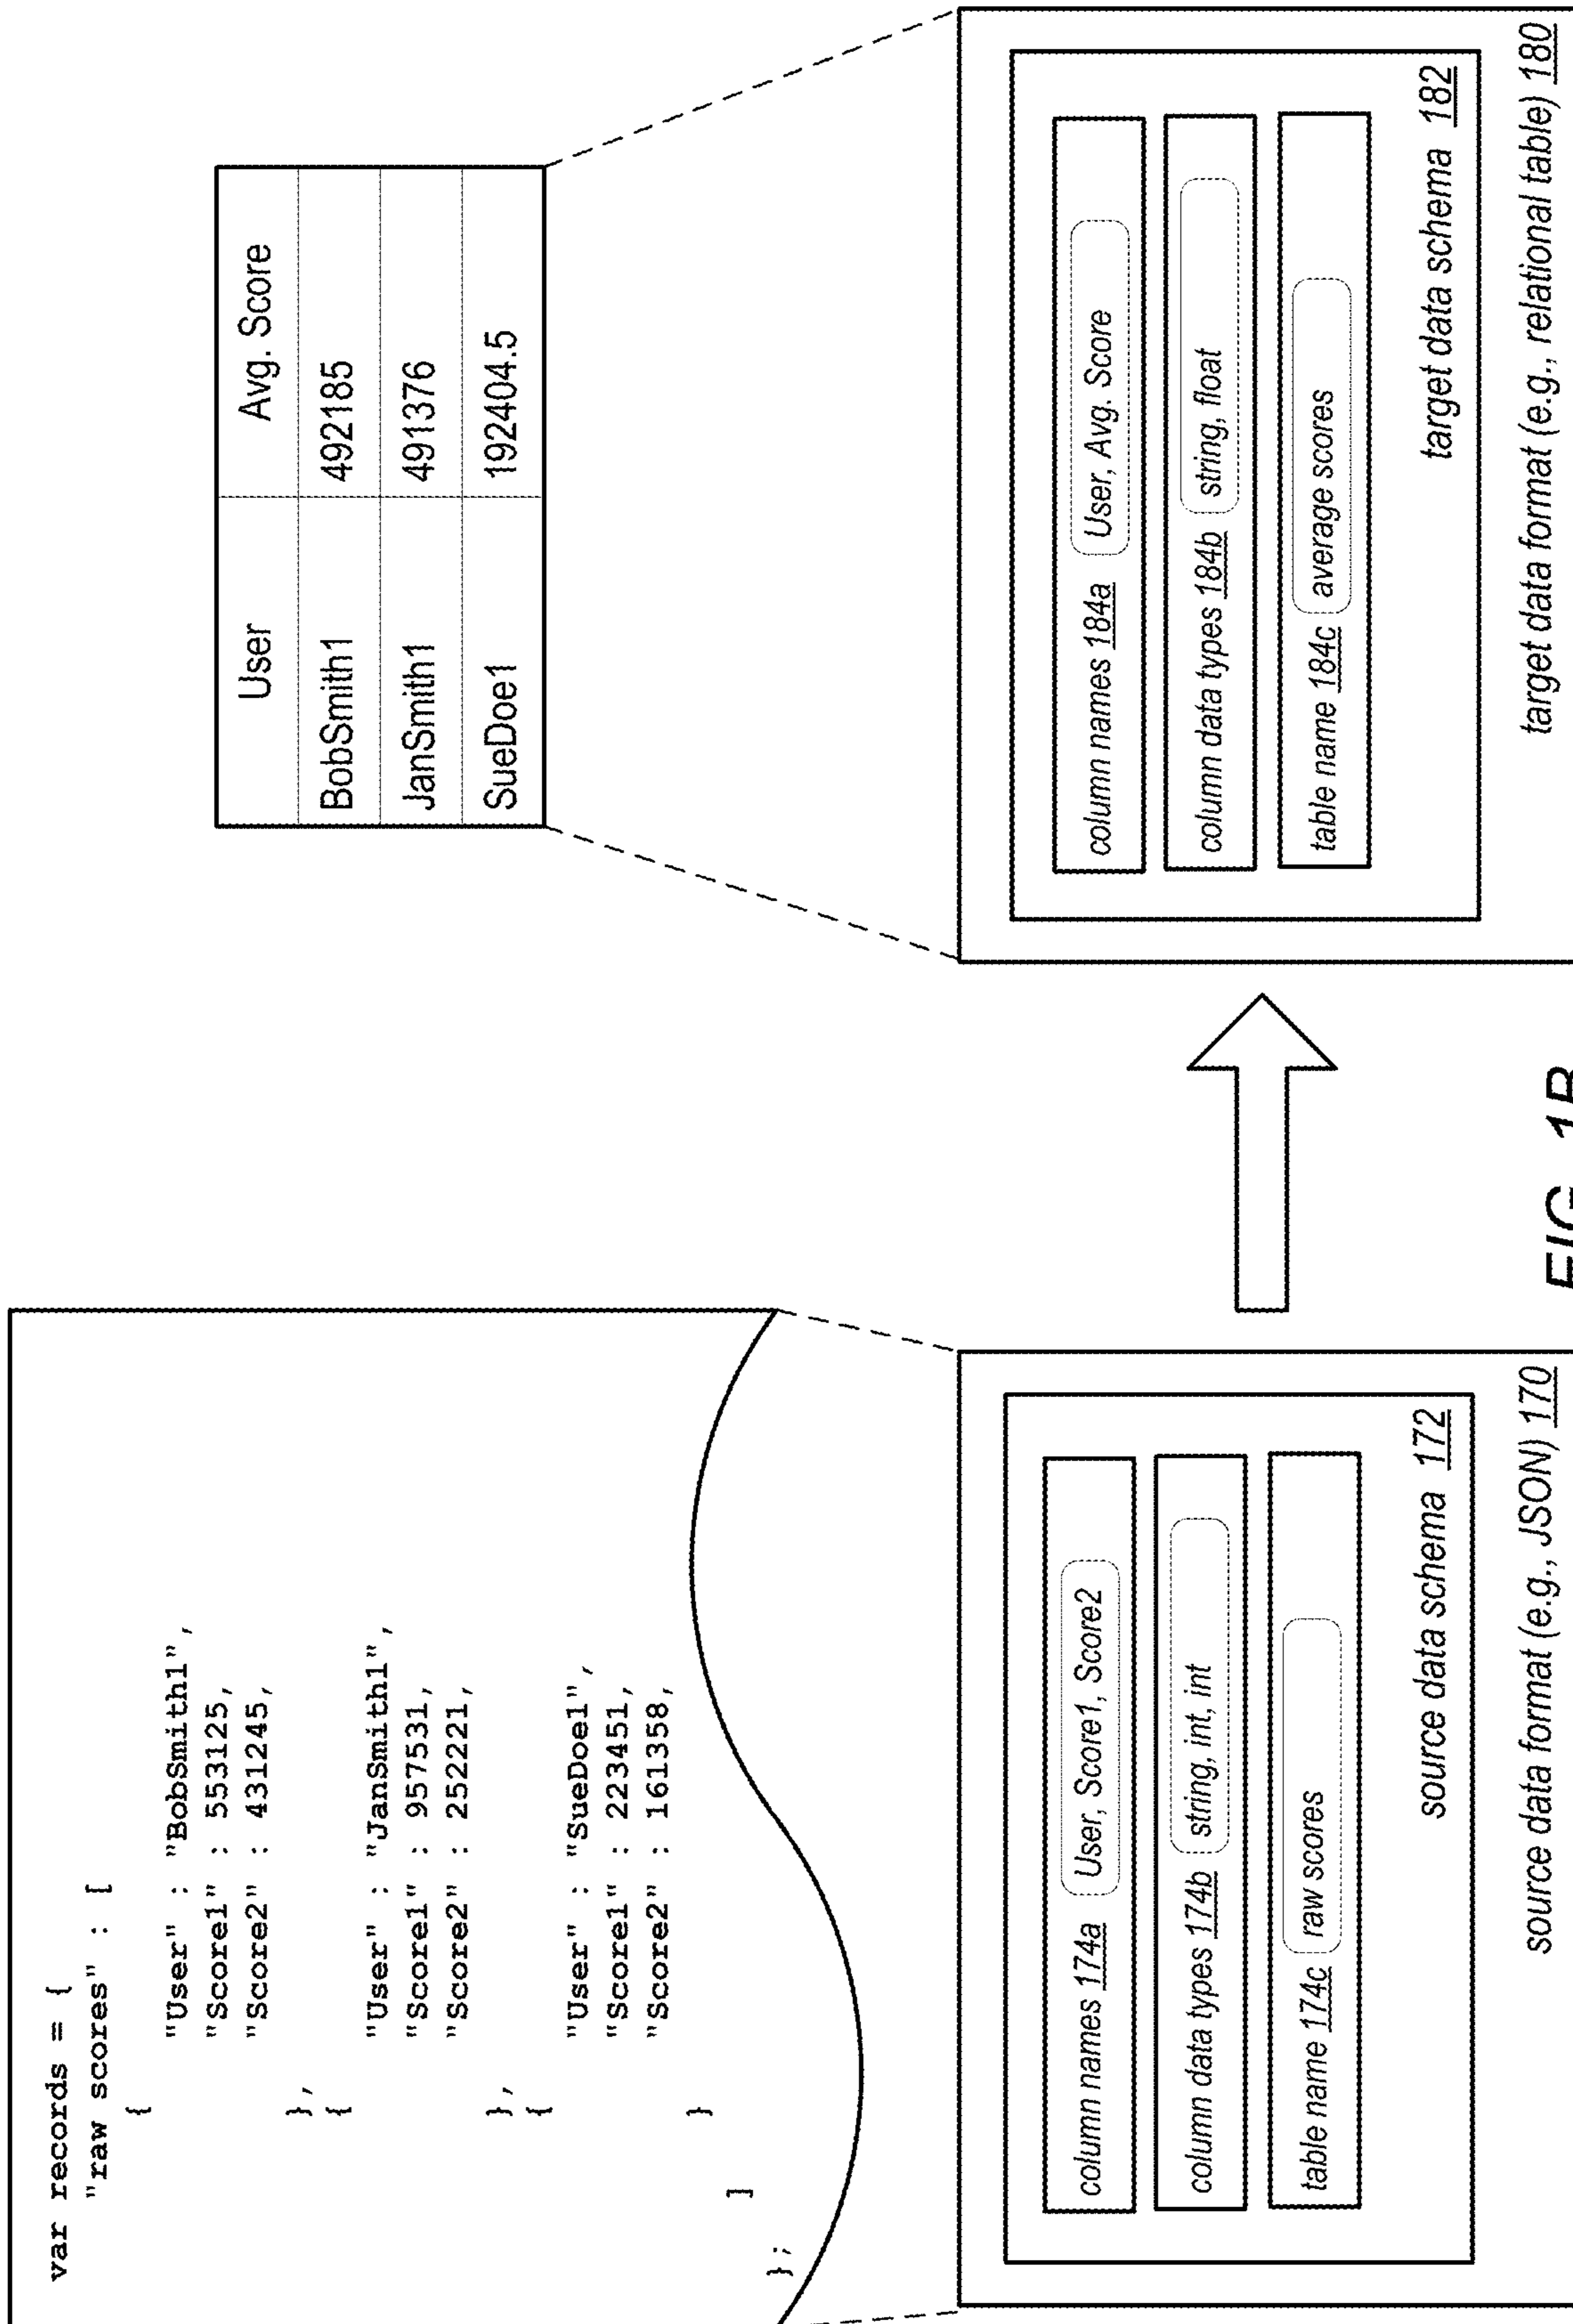 var records = {
"raw scores" : [
{
"User" : "BobSmith1",
"Score1" : 553125,
"Score2" : 431245,
},
{
"User" : "JanSmith1",
"Score1" : 957531,
"Score2" : 252221,
},
{
"User" : "SueDoe1",
"Score1" : 223451,
"Score2" : 161358,
}
]
};
column names 174a User, Score1, Score2
column data types 174b string, int, int
table name 174c raw scores
source data schema 172
source data format (e.g., JSON) 170
User Avg. Score
BobSmith1 492185
JanSmith1 491376
SueDoe1 192404.5
column names 184a User, Avg. Score
column data types 184b string, float
table name 184c average scores
target data schema 182
target data format (e.g., relational table) 180
FIG. 1B